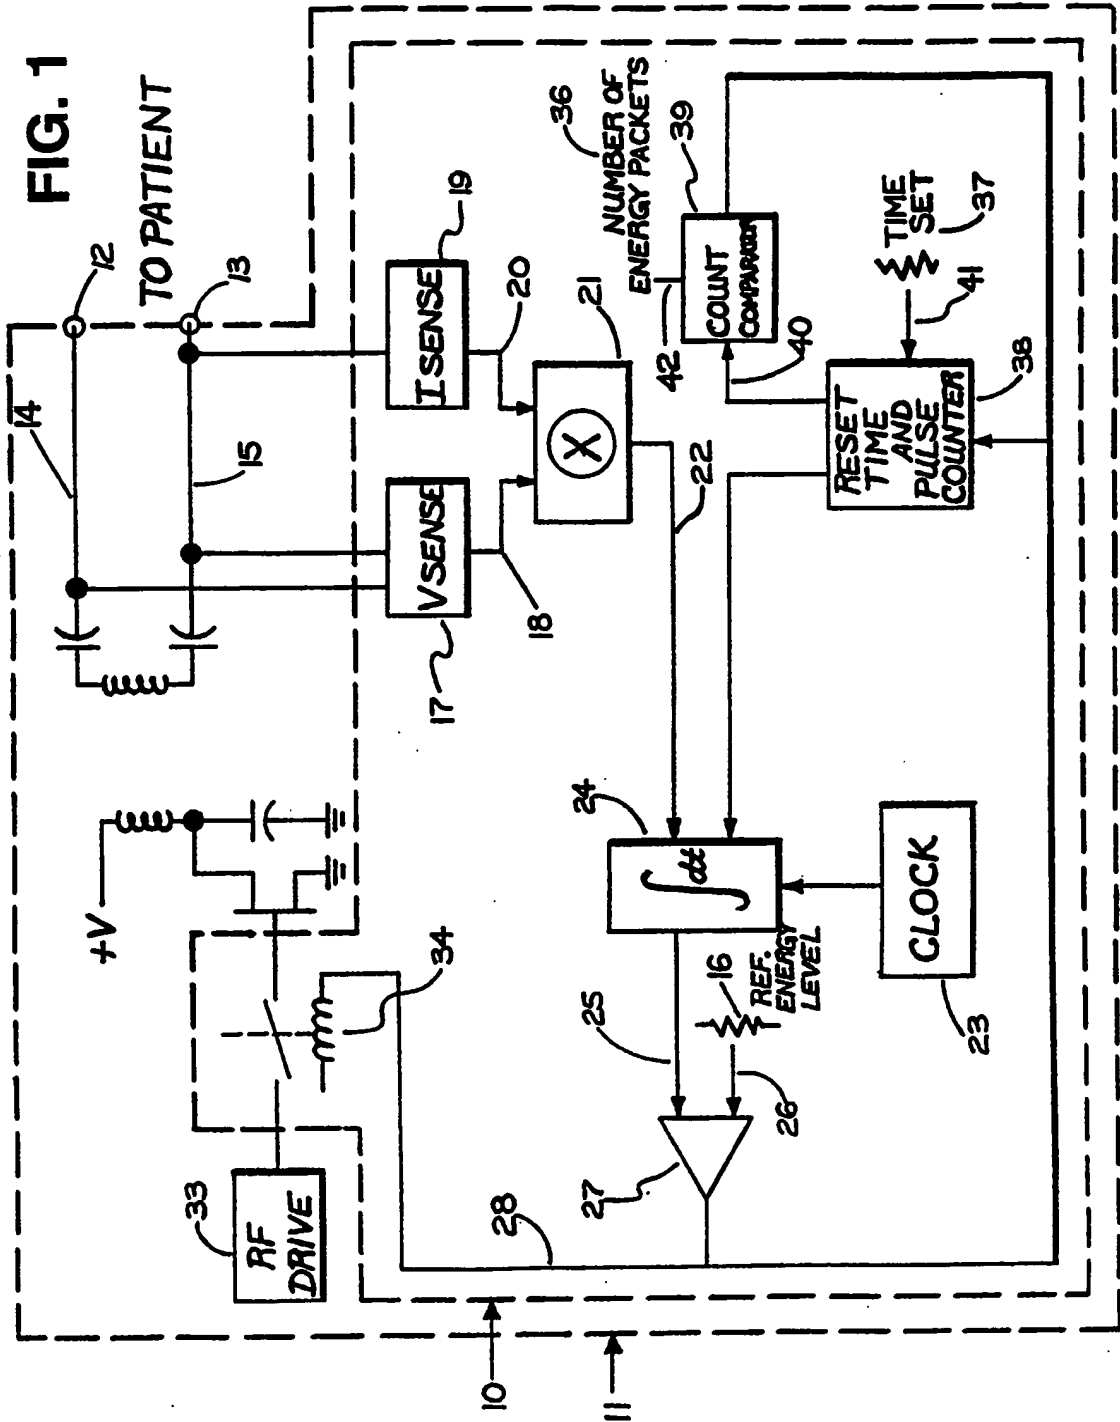 FIG. 1
TO PATIENT
12
13
14
15
+V
33
RF
DRIVE
34
V SENSE
17
18
I SENSE
19
20
21
X
22
36
NUMBER OF
ENERGY PACKETS
39
42
COUNT
COMPARATOR
40
TIME
SET
37
41
RESET
TIME
AND
PULSE
COUNTER
38
24
∫dt
CLOCK
23
25
16
REF.
ENERGY
LEVEL
26
27
28
10
11